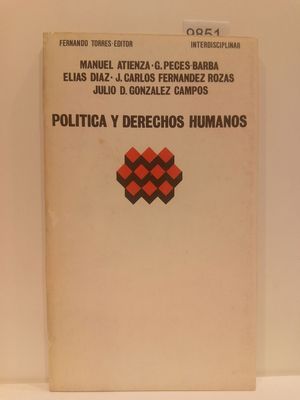 9851
FERNANDO TORRES-EDITOR INTERDISCIPLINAR
MANUEL ATIENZA·G. PECES-BARBA
ELIAS DIAZ·J. CARLOS FERNANDEZ ROZAS
JULIO D. GONZALEZ CAMPOS
POLITICA Y DERECHOS HUMANOS